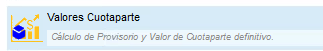 Valores Cuotaparte
Cálculo de Provisorio y Valor de Cuotaparte definitivo.